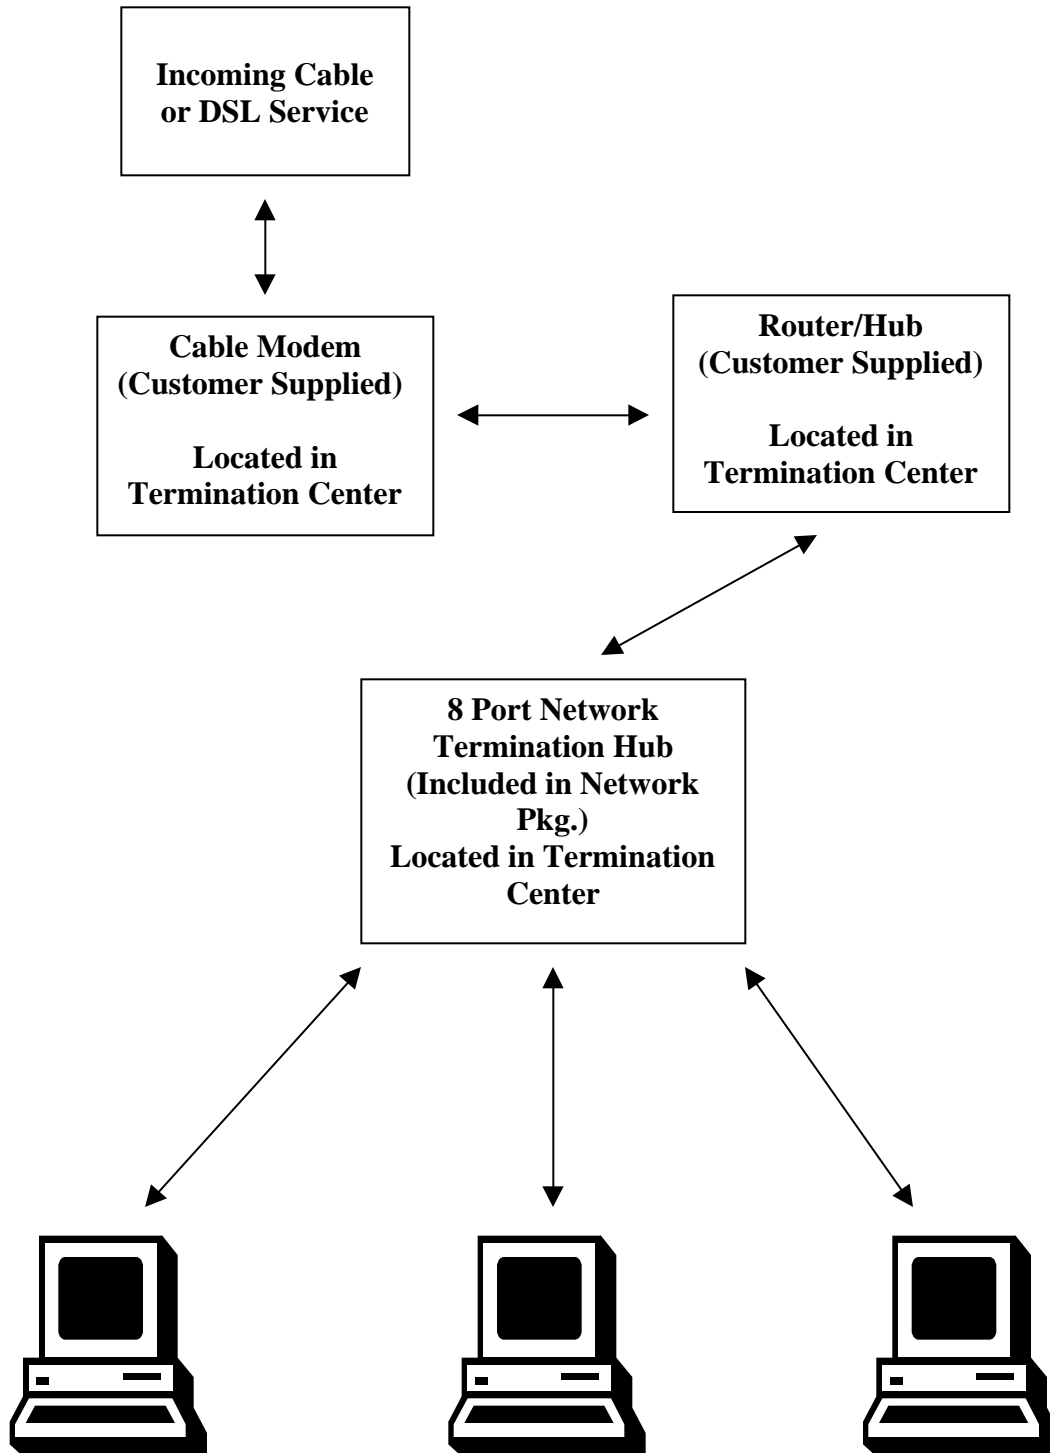 Incoming Cable
or DSL Service
Cable Modem
(Customer Supplied)
Located in
Termination Center
Router/Hub
(Customer Supplied)
Located in
Termination Center
8 Port Network
Termination Hub
(Included in Network
Pkg.)
Located in Termination
Center